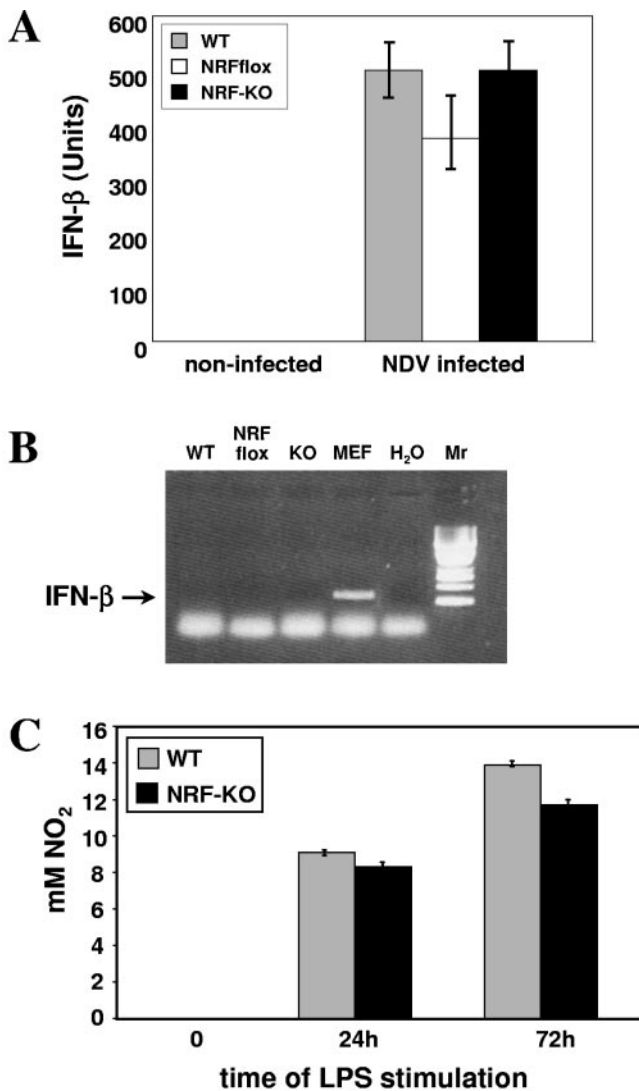 A
600
500
400
300
200
100
0
IFN-β (Units)
WT
NRFflox
NRF-KO
non-infected NDV infected
B
WT NRF flox KO MEF H₂O Mr
IFN-β →
C
16
14
12
10
8
6
4
2
0
mM NO₂
WT
NRF-KO
0 24h 72h
time of LPS stimulation